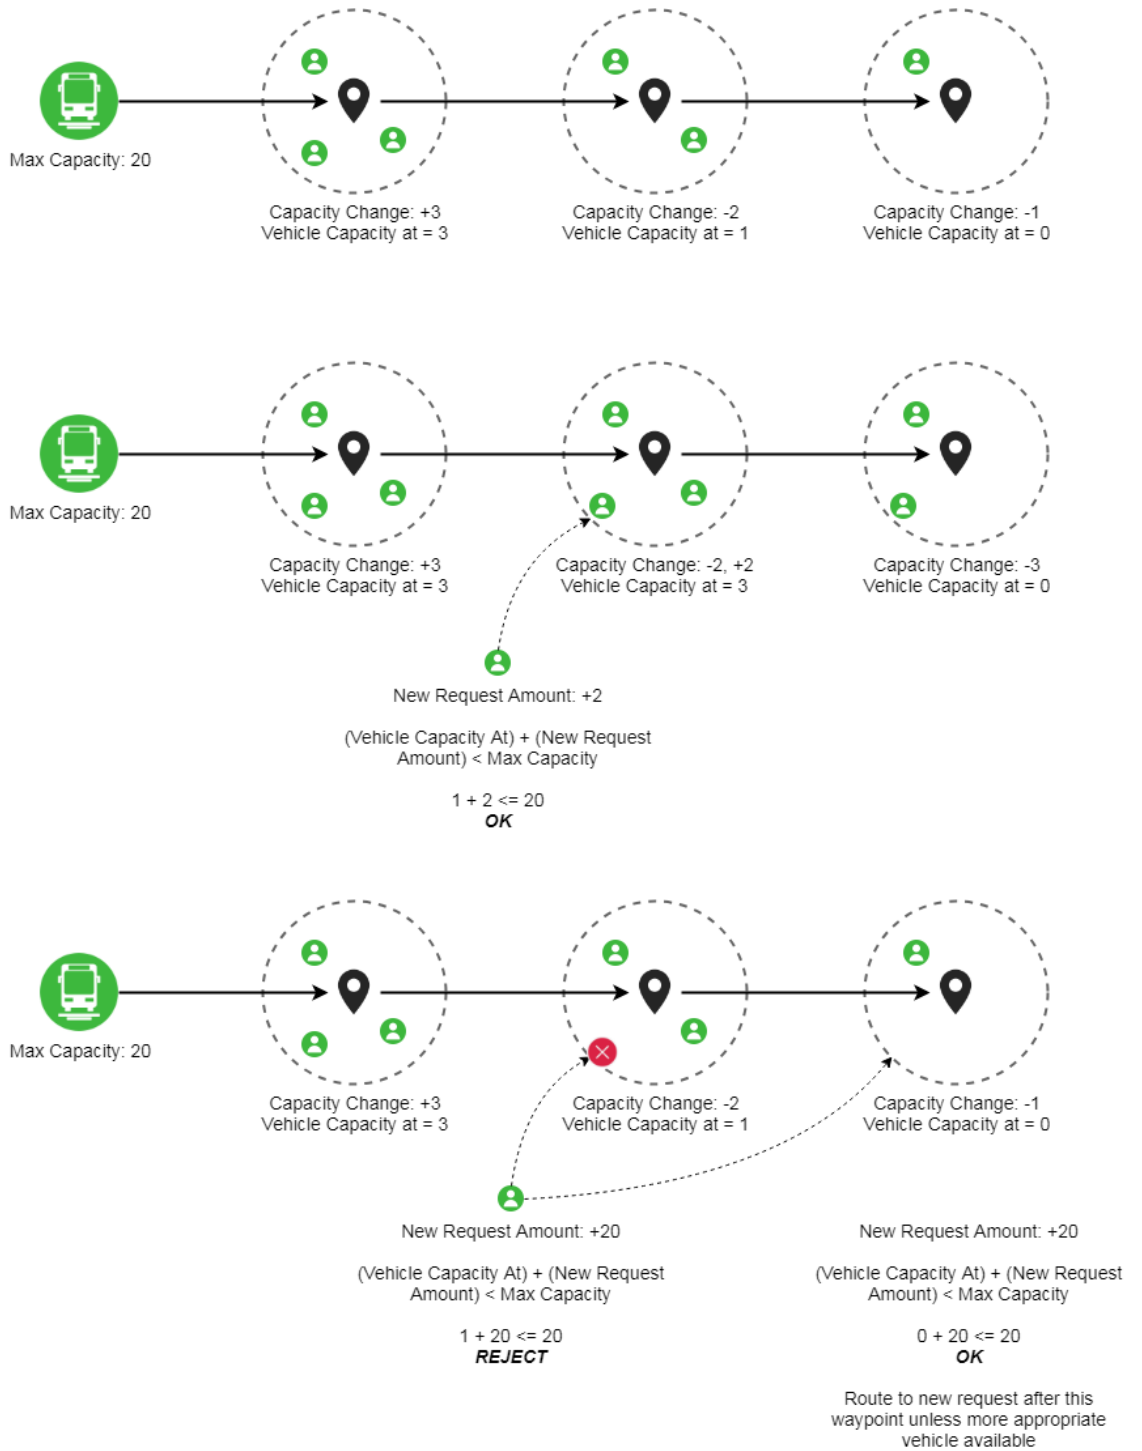 Max Capacity: 20
Capacity Change: +3
Vehicle Capacity at = 3
Capacity Change: -2
Vehicle Capacity at = 1
Capacity Change: -1
Vehicle Capacity at = 0
Max Capacity: 20
Capacity Change: +3
Vehicle Capacity at = 3
Capacity Change: -2, +2
Vehicle Capacity at = 3
Capacity Change: -3
Vehicle Capacity at = 0
New Request Amount: +2
(Vehicle Capacity At) + (New Request
Amount) < Max Capacity
1 + 2 <= 20
OK
Max Capacity: 20
Capacity Change: +3
Vehicle Capacity at = 3
Capacity Change: -2
Vehicle Capacity at = 1
Capacity Change: -1
Vehicle Capacity at = 0
New Request Amount: +20
(Vehicle Capacity At) + (New Request
Amount) < Max Capacity
1 + 20 <= 20
REJECT
New Request Amount: +20
(Vehicle Capacity At) + (New Request
Amount) < Max Capacity
0 + 20 <= 20
OK
Route to new request after this
waypoint unless more appropriate
vehicle available